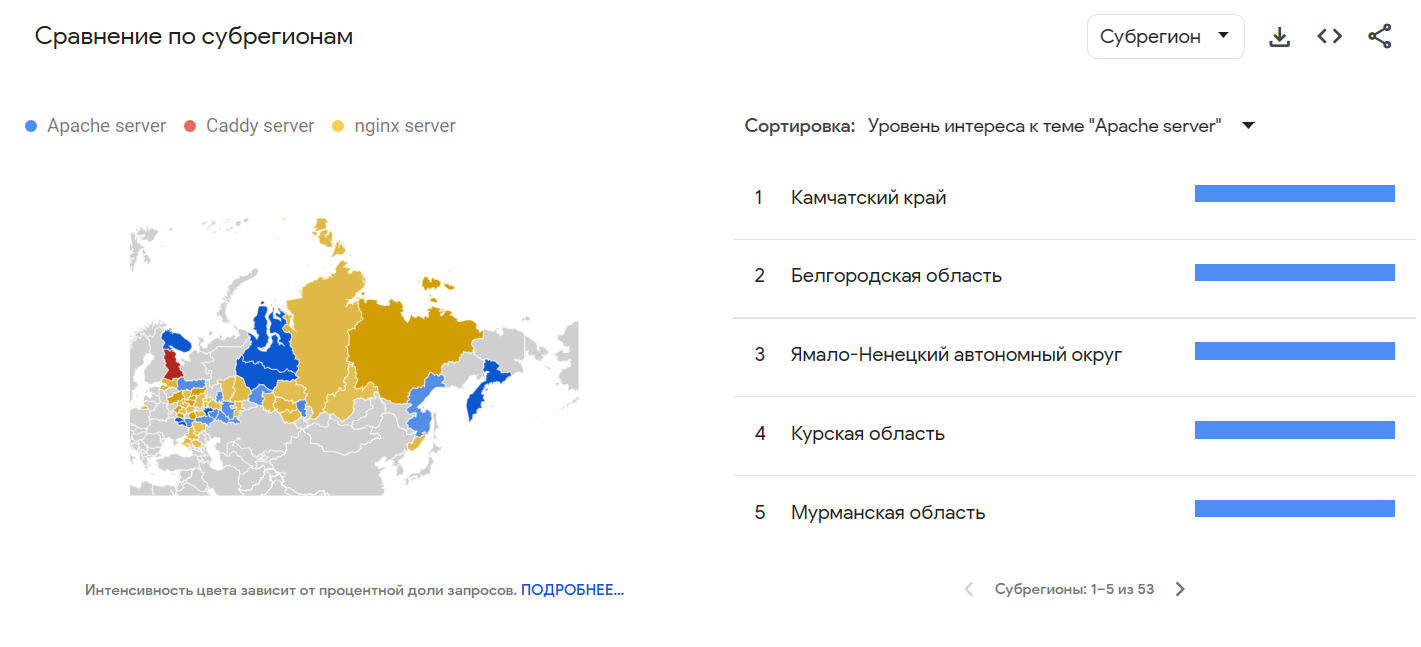 Сравнение по субрегионам
Субрегион
Apache server
Caddy server
nginx server
Сортировка: Уровень интереса к теме "Apache server"
1 Камчатский край
2 Белгородская область
3 Ямало-Ненецкий автономный округ
4 Курская область
5 Мурманская область
Интенсивность цвета зависит от процентной доли запросов. ПОДРОБНЕЕ...
Субрегионы: 1–5 из 53